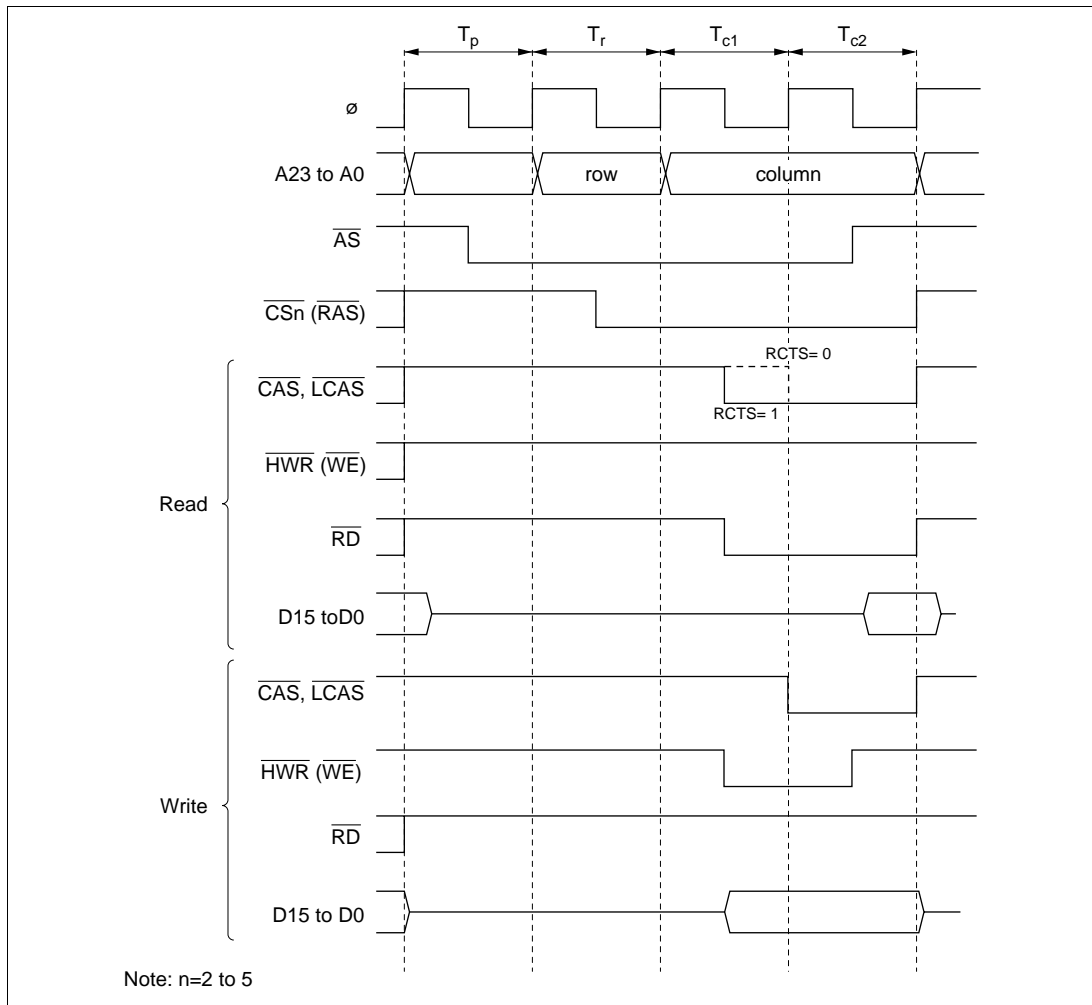 Tp Tr Tc1 Tc2
ø
A23 to A0 row column
AS
CSn (RAS)
RCTS= 0
CAS, LCAS
RCTS= 1
HWR (WE)
Read
RD
D15 toD0
CAS, LCAS
HWR (WE)
Write
RD
D15 to D0
Note: n=2 to 5